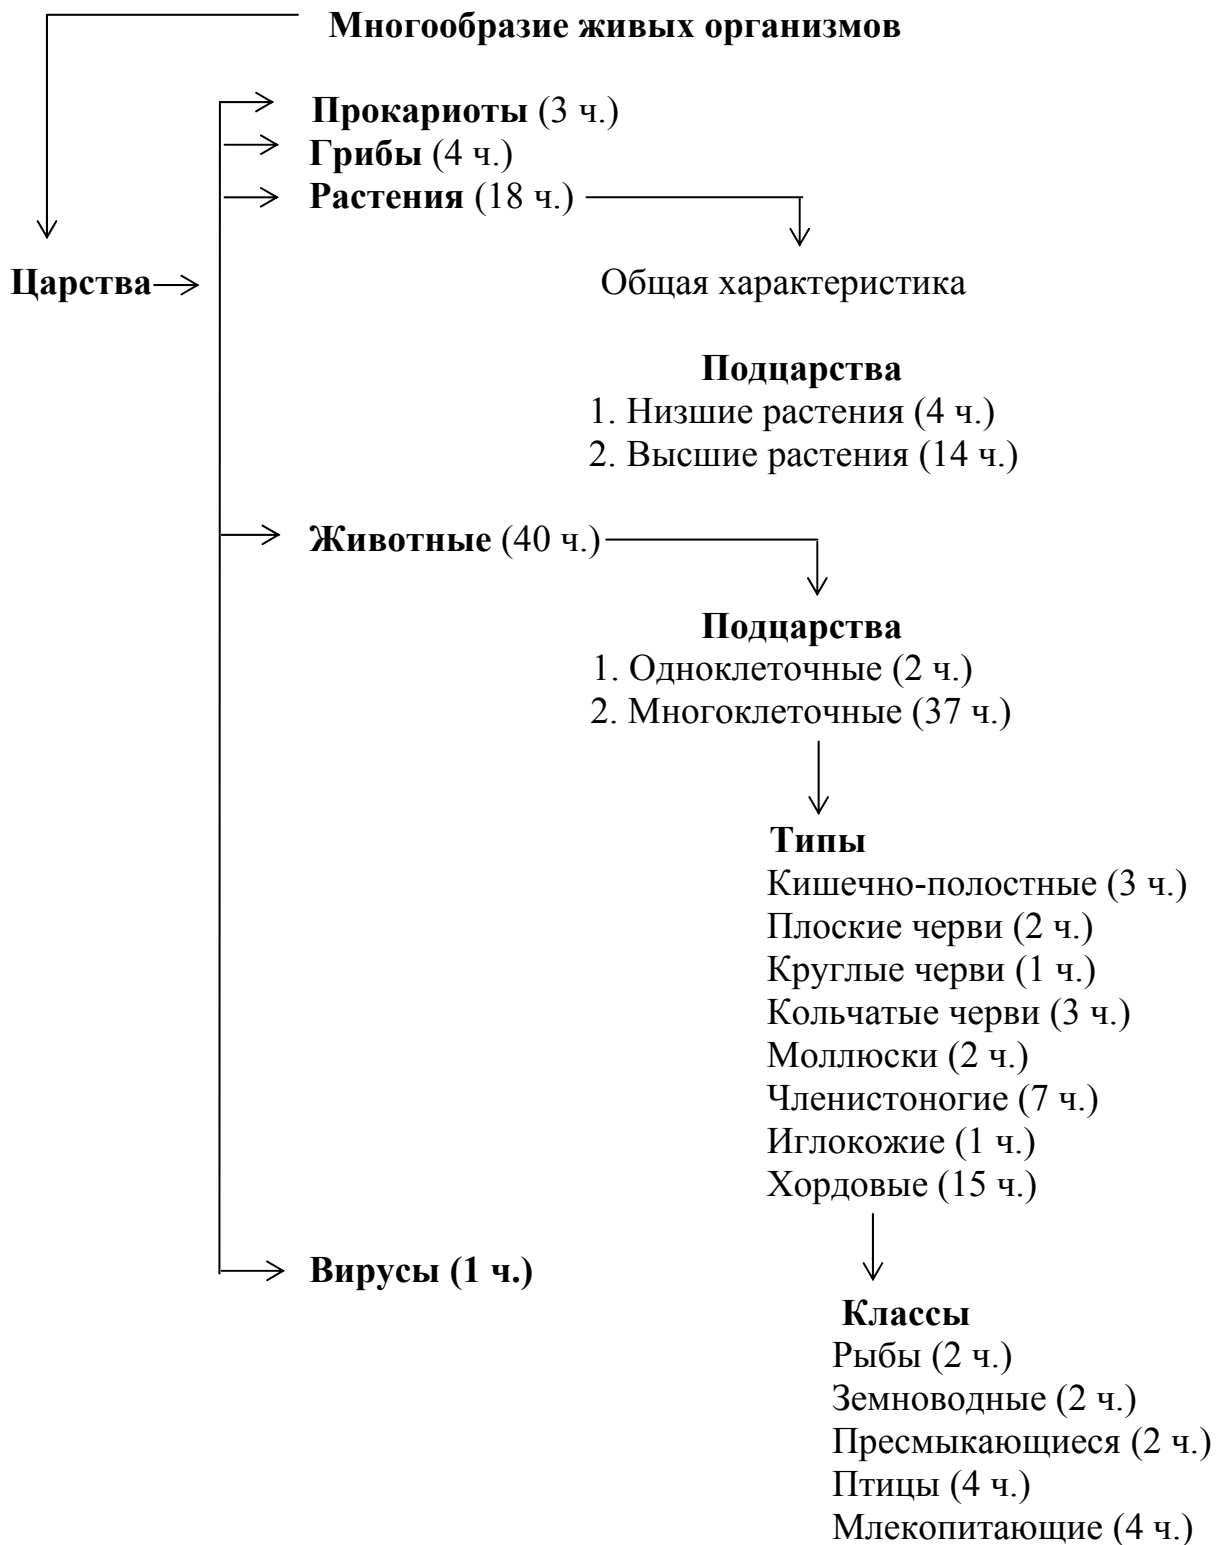 Многообразие живых организмов
Прокариоты (3 ч.)
Грибы (4 ч.)
Растения (18 ч.)
Царства
Общая характеристика
Подцарства
1. Низшие растения (4 ч.)
2. Высшие растения (14 ч.)
Животные (40 ч.)
Подцарства
1. Одноклеточные (2 ч.)
2. Многоклеточные (37 ч.)
Типы
Кишечно-полостные (3 ч.)
Плоские черви (2 ч.)
Круглые черви (1 ч.)
Кольчатые черви (3 ч.)
Моллюски (2 ч.)
Членистоногие (7 ч.)
Иглокожие (1 ч.)
Хордовые (15 ч.)
Вирусы (1 ч.)
Классы
Рыбы (2 ч.)
Земноводные (2 ч.)
Пресмыкающиеся (2 ч.)
Птицы (4 ч.)
Млекопитающие (4 ч.)